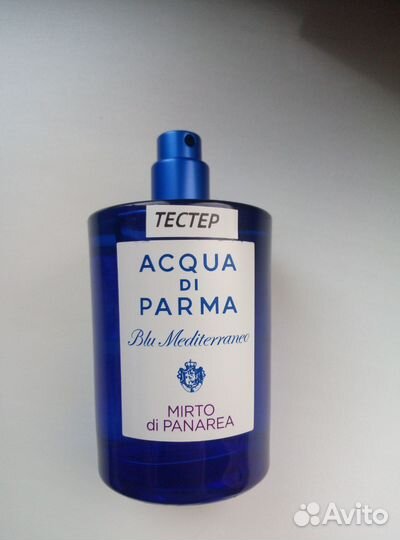 ТЕСТЕР
ACQUA
DI
PARMA
Blu Mediterraneo
MIRTO
di PANAREA
Avito